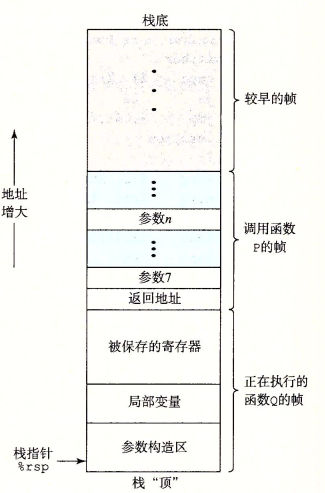 栈底
较早的帧
地址
增大
参数n
参数7
返回地址
调用函数
P的帧
被保存的寄存器
局部变量
参数构造区
正在执行的
函数Q的帧
栈指针
%rsp
栈“顶”